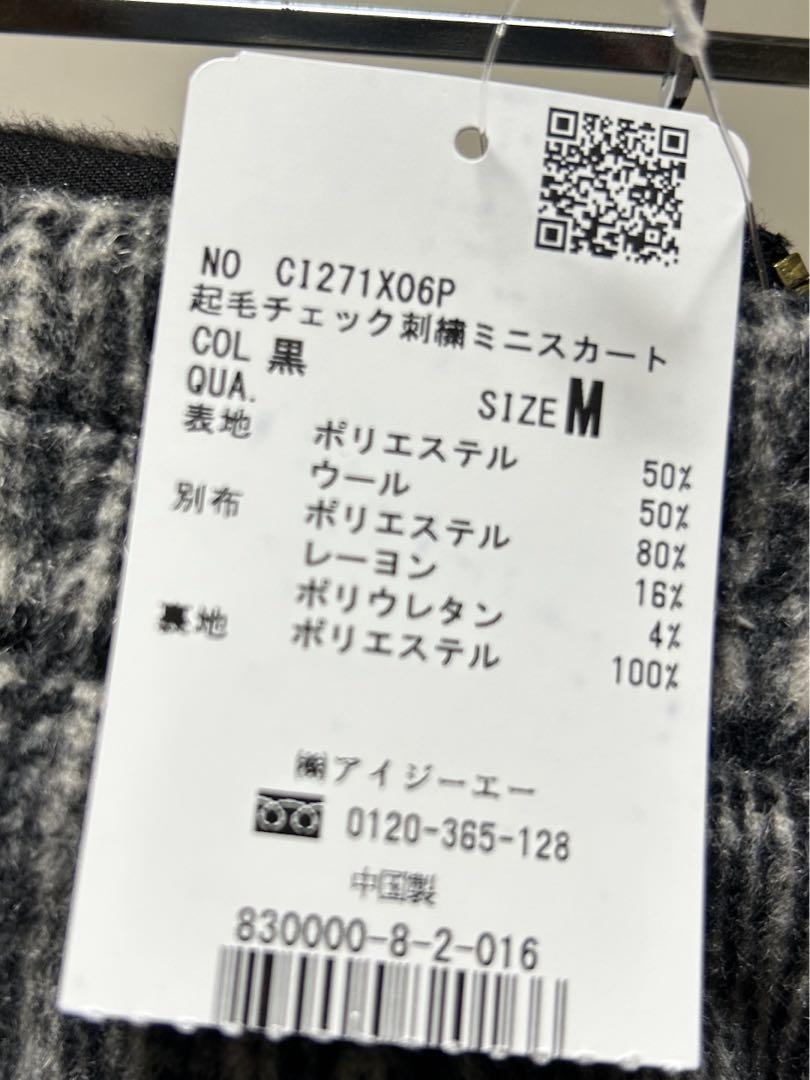 NO CI271X06P
起毛チェック刺繍ミニスカート
COL 黒
QUA. SIZE M
表地 ポリエステル 50%
ウール 50%
別布 ポリエステル 80%
レーヨン 16%
ポリウレタン 4%
裏地 ポリエステル 100%
㈱アイジーエー
0120-365-128
中国製
830000-8-2-016